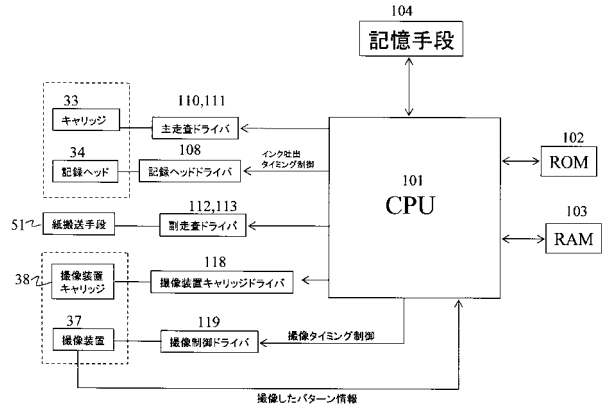 104
記憶手段
33
キャリッジ
110,111
主走査ドライバ
34
記録ヘッド
108
記録ヘッドドライバ
インク吐出
タイミング制御
102
ROM
101
CPU
51
紙搬送手段
112,113
副走査ドライバ
103
RAM
38
撮像装置
キャリッジ
118
撮像装置キャリッジドライバ
37
撮像装置
119
撮像制御ドライバ
撮像タイミング制御
撮像したパターン情報